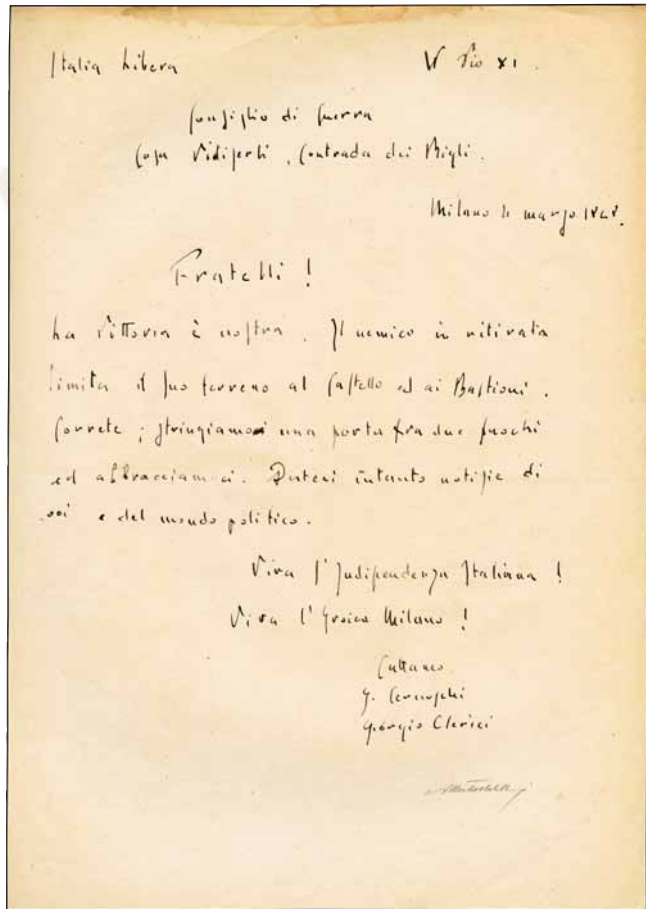 Italia Libera W Pio XI.
Consiglio di Guerra
Casa Vidiserti, Contrada dei Bigli.
Milano 4 marzo 1848.
Fratelli!
La Vittoria è nostra. Il nemico in ritirata
limita il suo terreno al Castello ed ai Bastioni.
Correte; stringiamoci una porta fra due fuochi
ed abbracciamoci. Dateci intanto notizie di
voi e del mondo politico.
Viva l'Indipendenza Italiana!
Viva l'Eroica Milano!
Cattaneo
G. Cernuschi
Giorgio Clerici